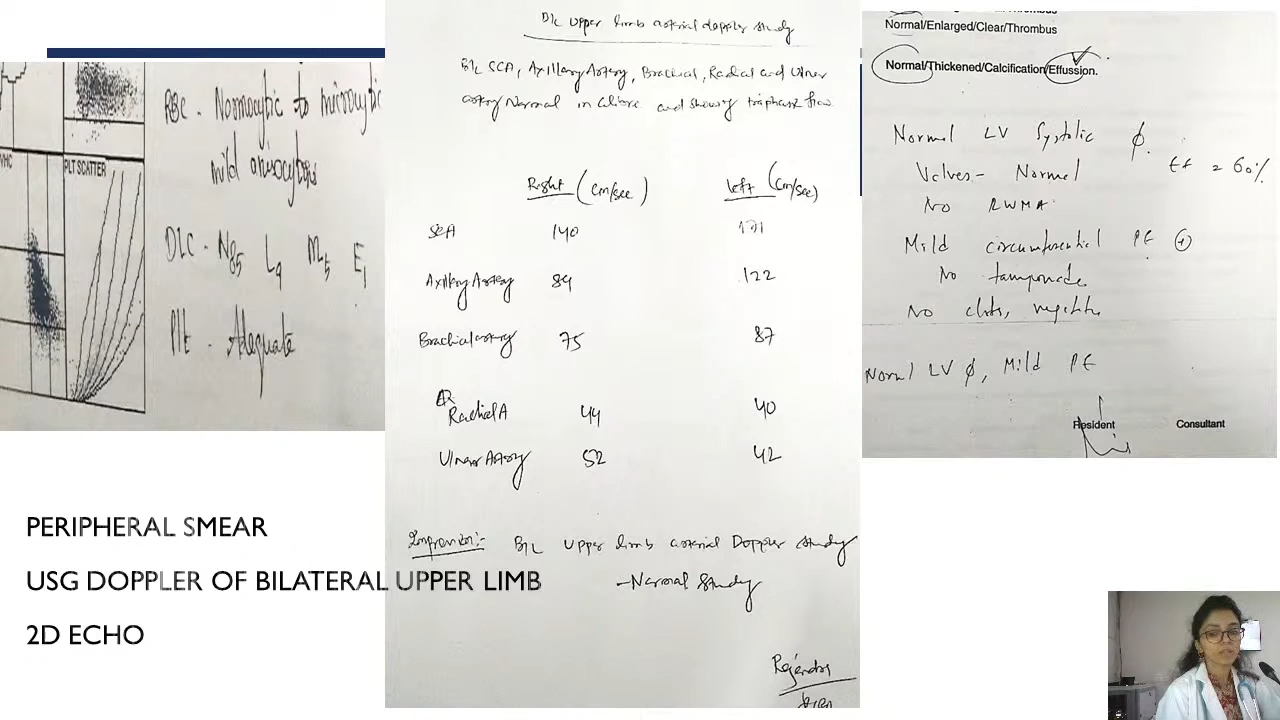 VHC
PLT SCATTER
RBC - Normocytic to microcytic
mild anisocytosis
DLC - N85 L9 M5 E1
Plt - Adequate
PERIPHERAL SMEAR
USG DOPPLER OF BILATERAL UPPER LIMB
2D ECHO
B/L Upper limb arterial doppler study
B/L SCA, Axillary Artery, Brachial, Radial and Ulner
artery Normal in Calibre and showing triphasic flow
Right (cm/sec) left (cm/sec)
SCA 140
Axillary Artery 84 122
Brachial artery 75 87
Radial A 44 40
Ulner Artery 52 42
Impression:- B/L Upper limb arterial Doppler study
- Normal Study
Normal/Enlarged/Clear/Thrombus
Normal/Thickened/Calcification/Effussion.
Normal LV Systolic ϕ.
EF = 60%
Valves - Normal
No RWMA
Mild circumferential PE (+)
No tamponade
No clots,
Normal LV ϕ, Mild PE
Resident Consultant